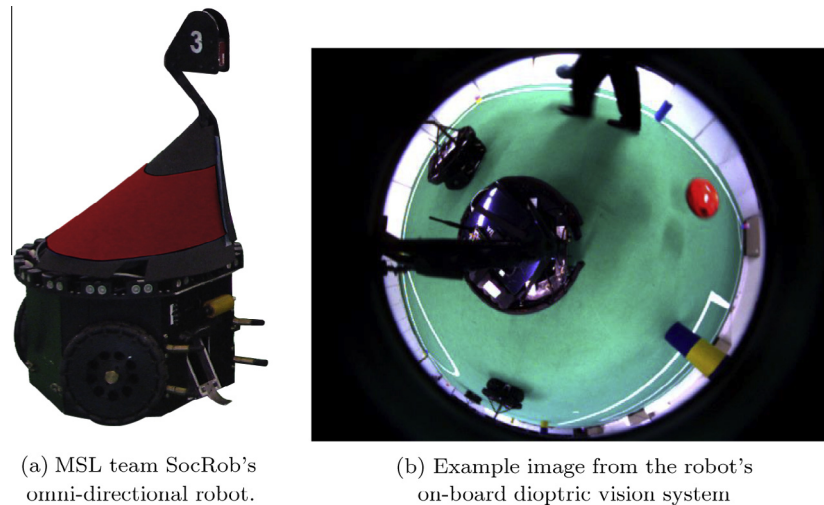 3
(a) MSL team SocRob's
omni-directional robot.
(b) Example image from the robot's
on-board dioptric vision system